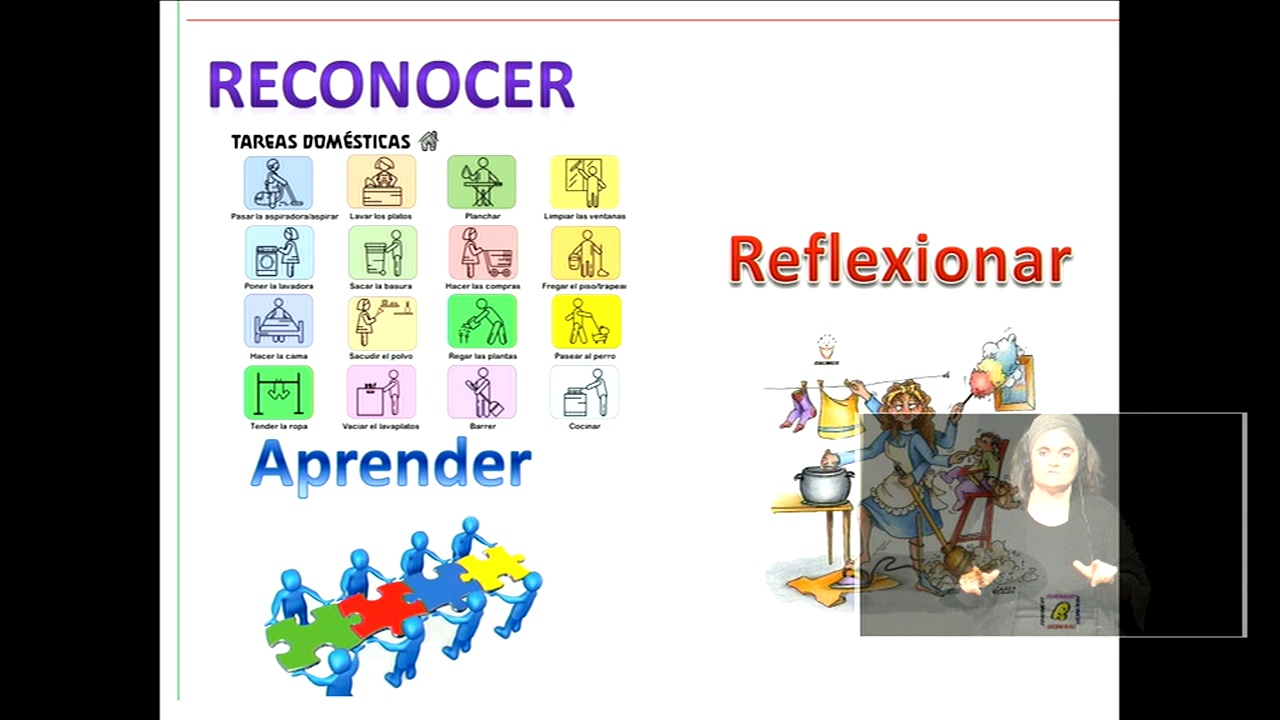 RECONOCER
TAREAS DOMÉSTICAS
Pasar la aspiradora/aspirar
Lavar los platos
Planchar
Limpiar las ventanas
Poner la lavadora
Sacar la basura
Hacer las compras
Fregar el piso/trapear
Hacer la cama
Sacudir el polvo
Regar las plantas
Pasear al perro
Tender la ropa
Vaciar el lavaplatos
Barrer
Cocinar
Aprender
Reflexionar